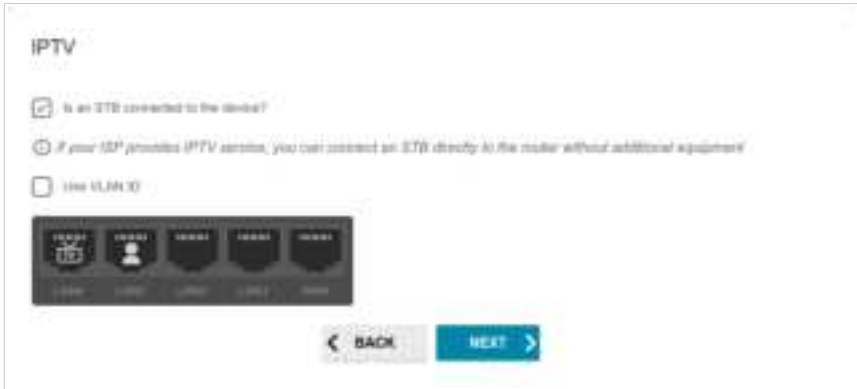 IPTV
Is an STB connected to the device?
If your ISP provides IPTV service, you can connect an STB directly to the router without additional equipment
Use VLAN ID
BACK
NEXT